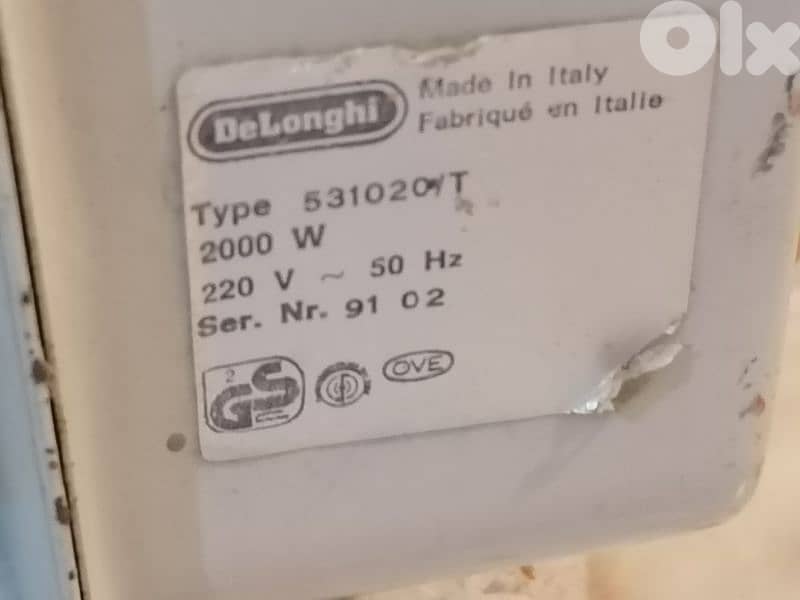 Olx
DeLonghi
Made In Italy
Fabriqué en Italie
Type 531020/T
2000 W
220 V ~ 50 Hz
Ser. Nr. 91 02
2
GS
OVE